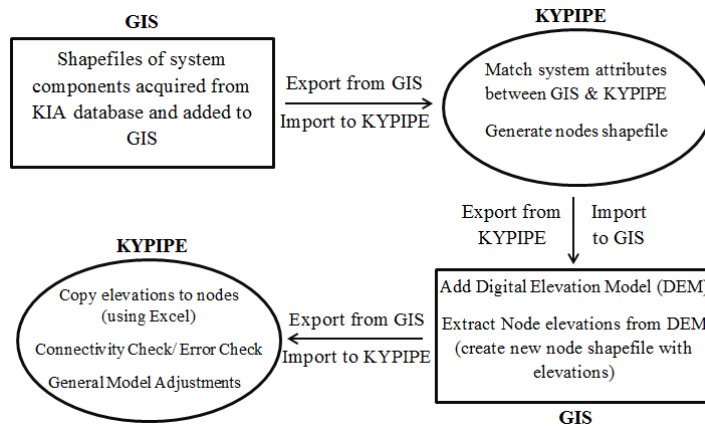 GIS
Shapefiles of system
components acquired from
KIA database and added to
GIS
Export from GIS
Import to KYPIPE
KYPIPE
Match system attributes
between GIS & KYPIPE
Generate nodes shapefile
Export from
KYPIPE
Import
to GIS
Add Digital Elevation Model (DEM)
Extract Node elevations from DEM
(create new node shapefile with
elevations)
GIS
Export from GIS
Import to KYPIPE
KYPIPE
Copy elevations to nodes
(using Excel)
Connectivity Check/ Error Check
General Model Adjustments